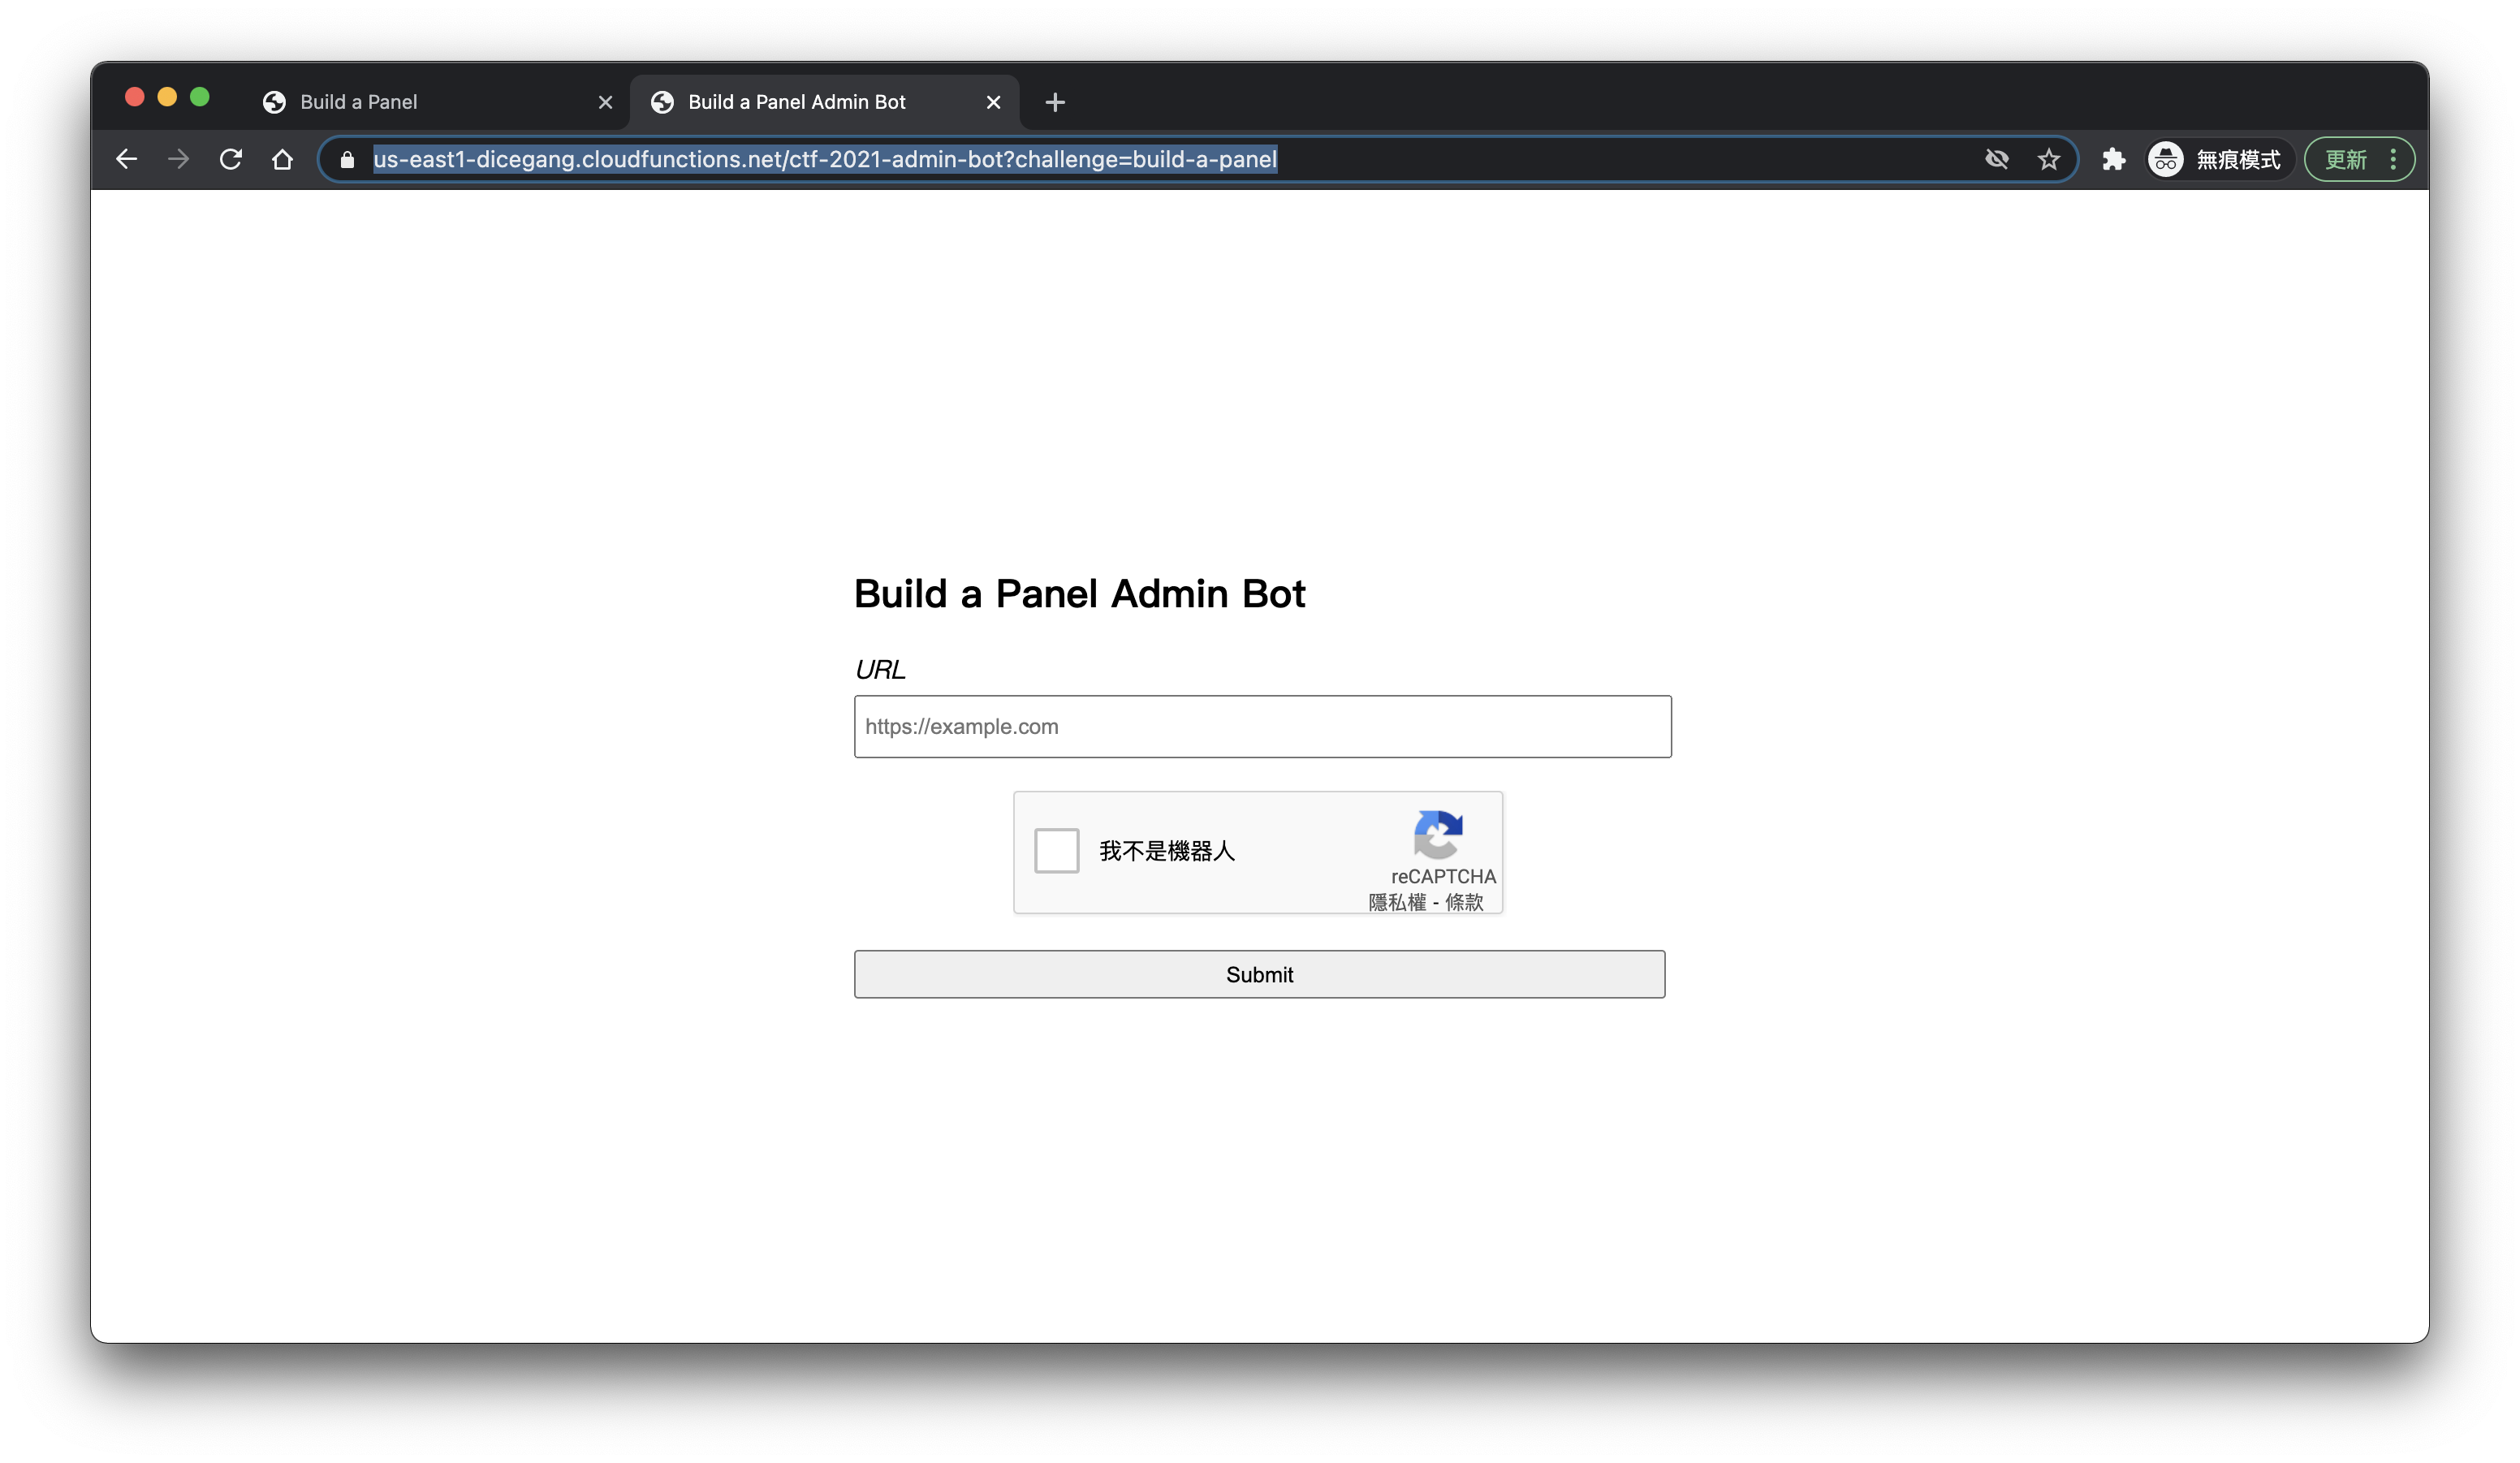 Build a Panel
Build a Panel Admin Bot
us-east1-dicegang.cloudfunctions.net/ctf-2021-admin-bot?challenge=build-a-panel
無痕模式
更新
Build a Panel Admin Bot
URL
https://example.com
我不是機器人
reCAPTCHA
隱私權 - 條款
Submit